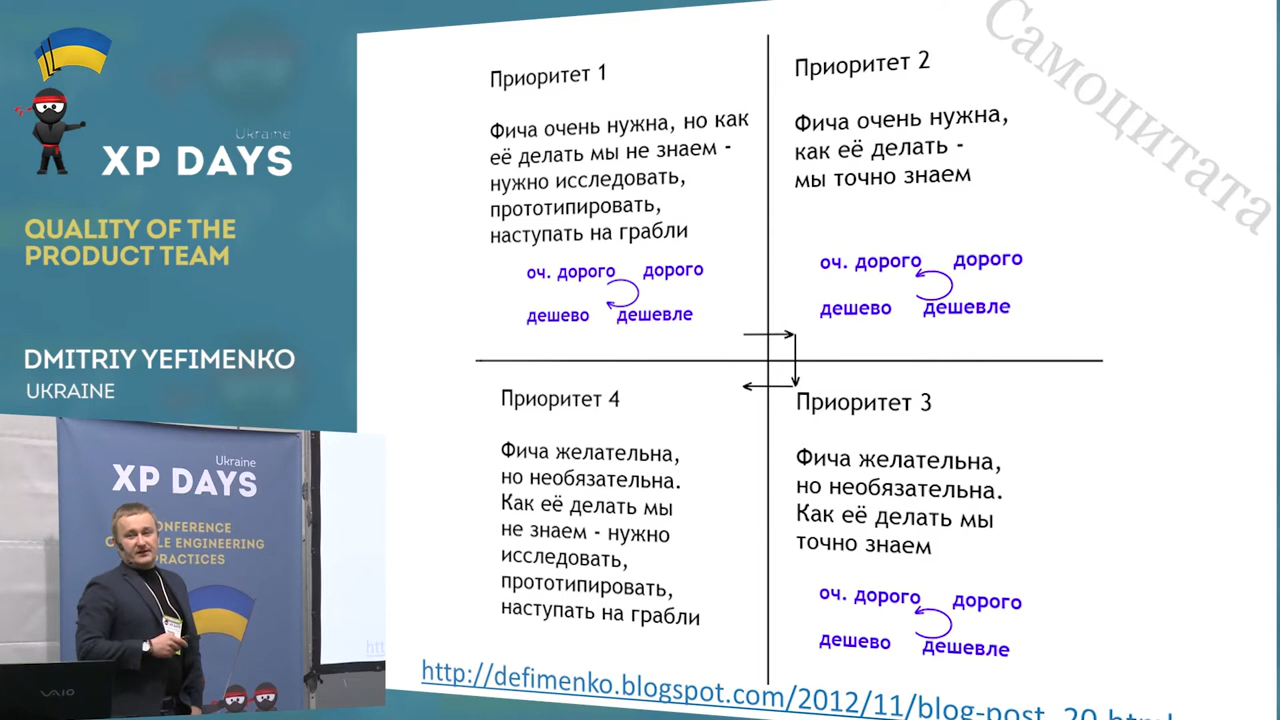 Ukraine
XP DAYS
QUALITY OF THE
PRODUCT TEAM
DMITRIY YEFIMENKO
UKRAINE
Ukraine
XP DAYS
CONFERENCE
ENGINEERING
PRACTICES
VAIO
Самоцитата
Приоритет 1
Фича очень нужна, но как
её делать мы не знаем -
нужно исследовать,
прототипировать,
наступать на грабли
оч. дорого дорого
дешево дешевле
Приоритет 2
Фича очень нужна,
как её делать -
мы точно знаем
оч. дорого дорого
дешево дешевле
Приоритет 4
Фича желательна,
но необязательна.
Как её делать мы
не знаем - нужно
исследовать,
прототипировать,
наступать на грабли
Приоритет 3
Фича желательна,
но необязательна.
Как её делать мы
точно знаем
оч. дорого дорого
дешево дешевле
http://defimenko.blogspot.com/2012/11/blog-post_20.html